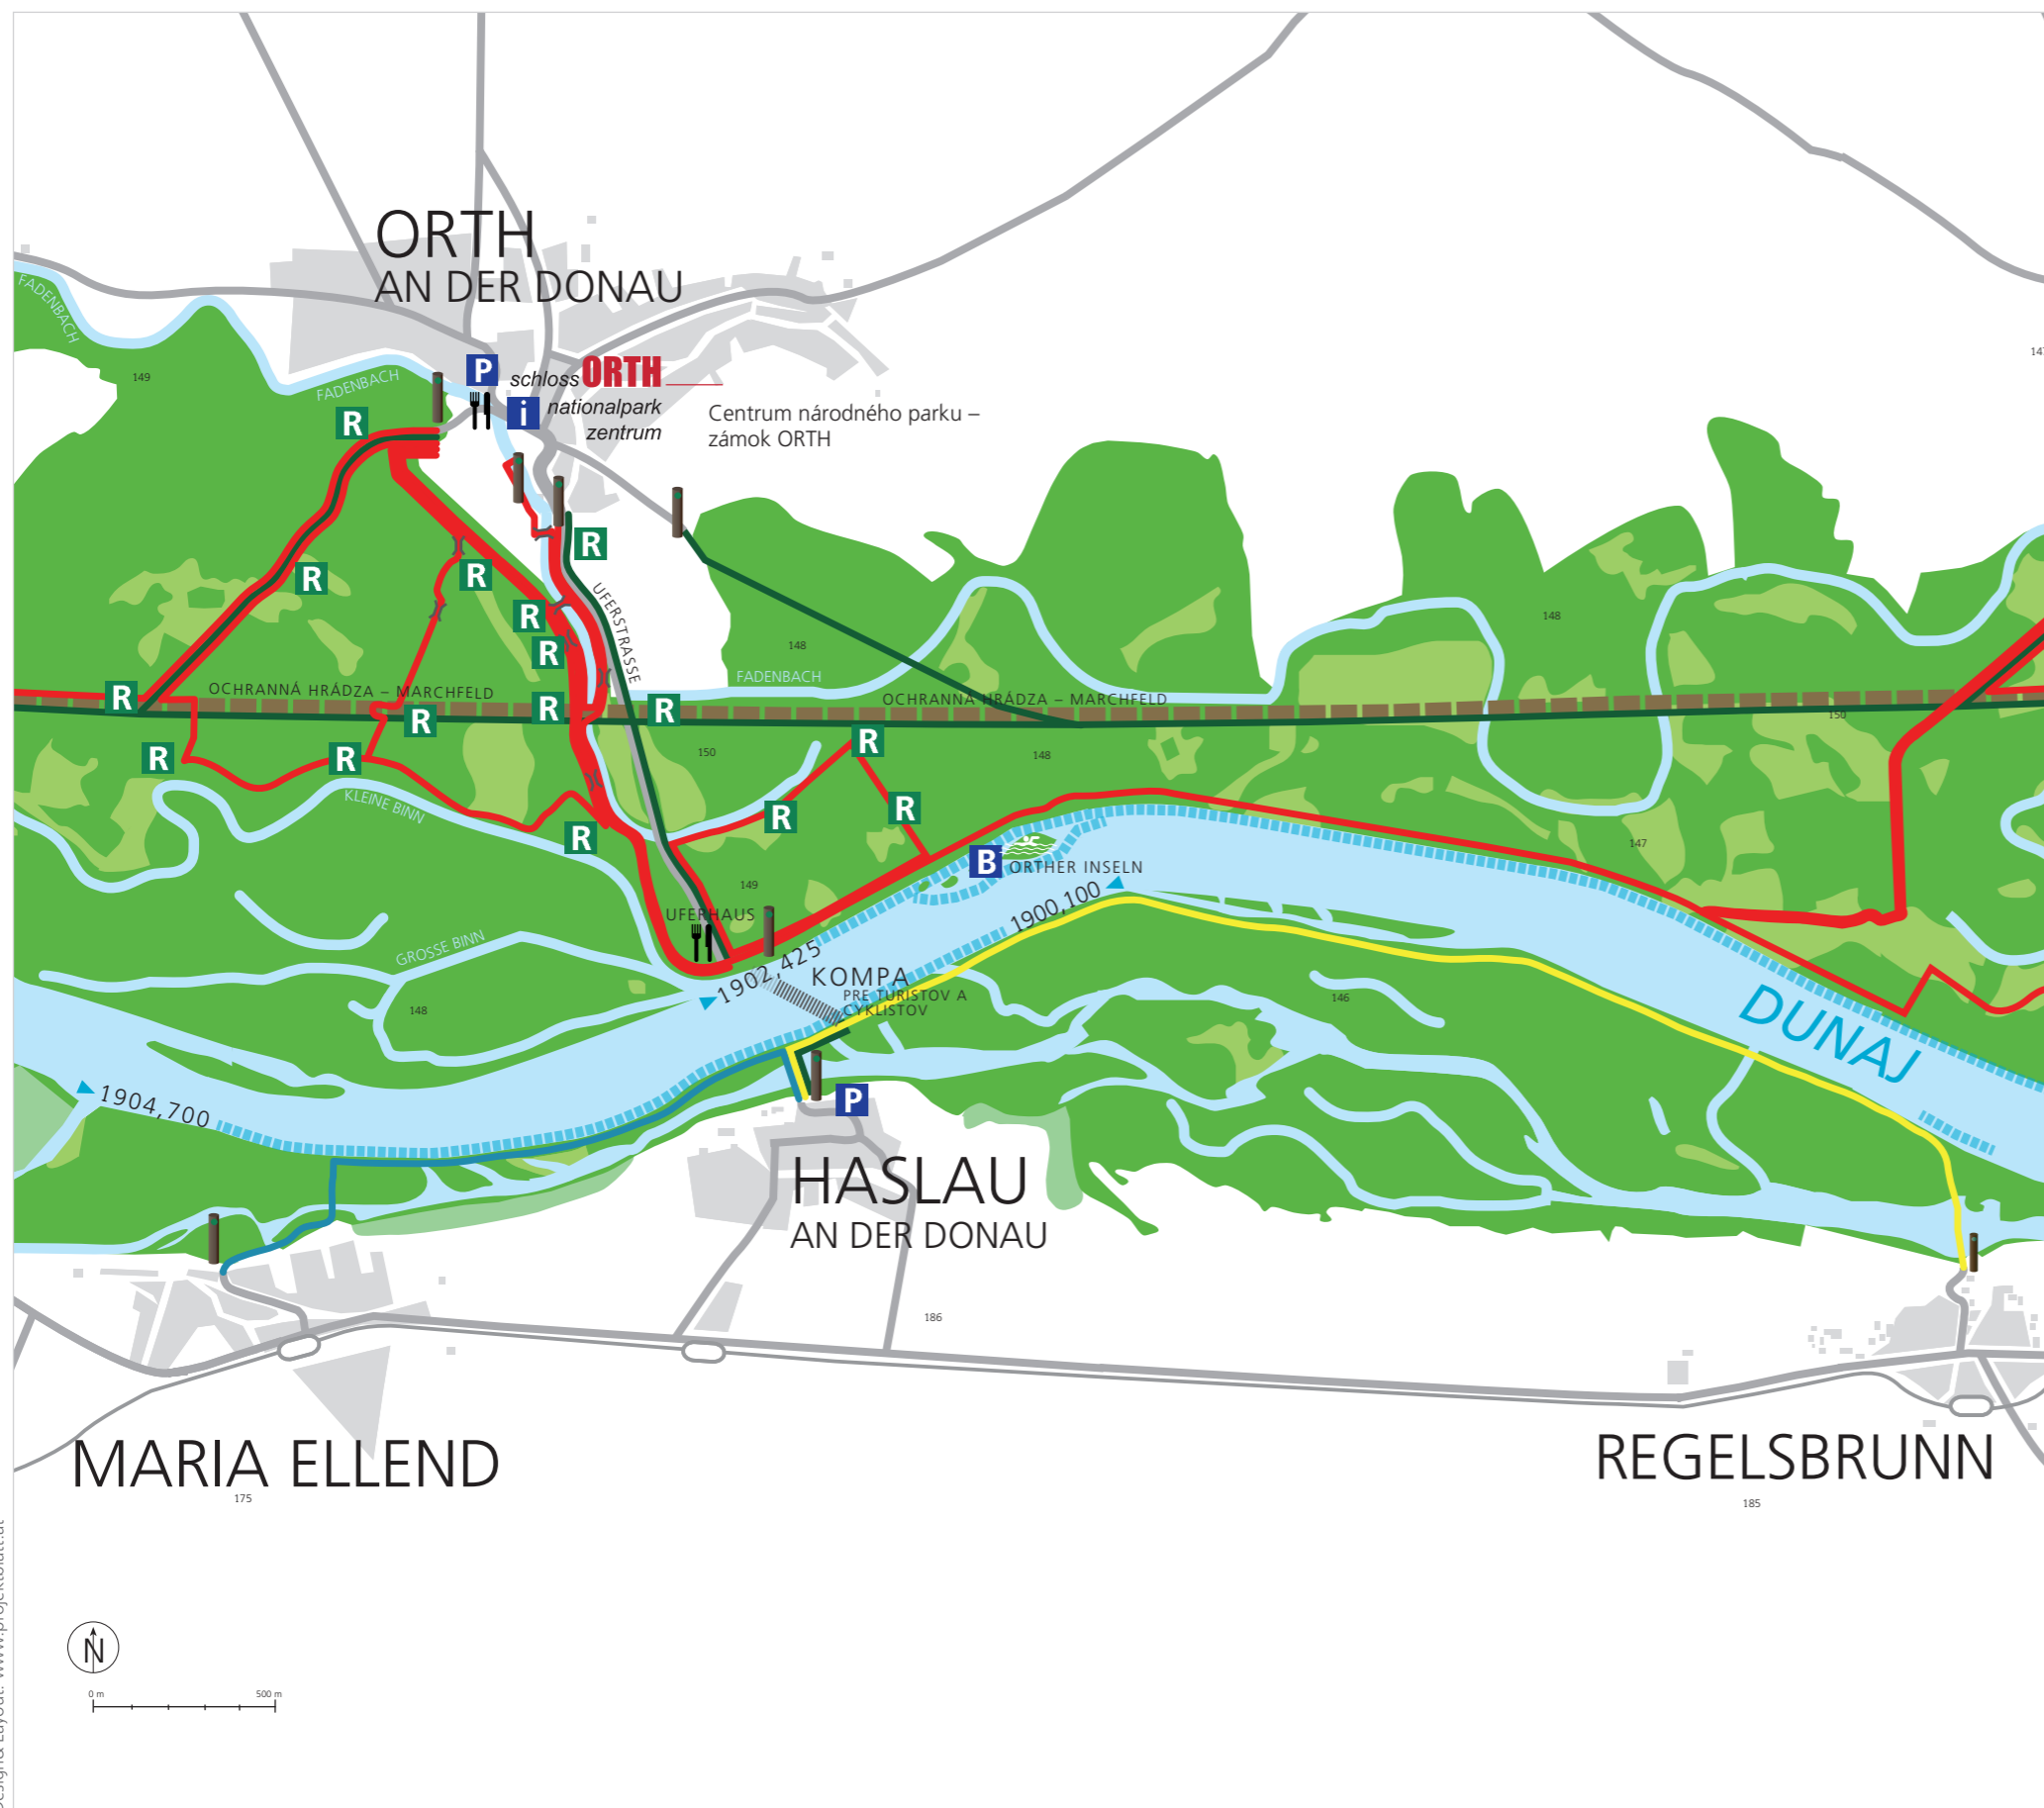 ORTH
AN DER DONAU
FADENBACH
149
FADENBACH
R
P
schloss ORTH
i
nationalpark
zentrum
Centrum národného parku –
zámok ORTH
R
R
R
R
R
UFERSTRASSE
148
148
FADENBACH
R
OCHRANNÁ HRÁDZA – MARCHFELD
R
R
R
OCHRANNÁ HRÁDZA – MARCHFELD
150
R
R
150
148
R
KLEINE BINN
R
R
R
147
B
ORTHER INSELN
149
1900,100
UFERHAUS
GROSSE BINN
1902,425
KOMPA
PRE TURISTOV A
CYKLISTOV
148
146
DUNAJ
1904,700
P
HASLAU
AN DER DONAU
186
MARIA ELLEND
175
REGELSBRUNN
185
N
0 m
500 m